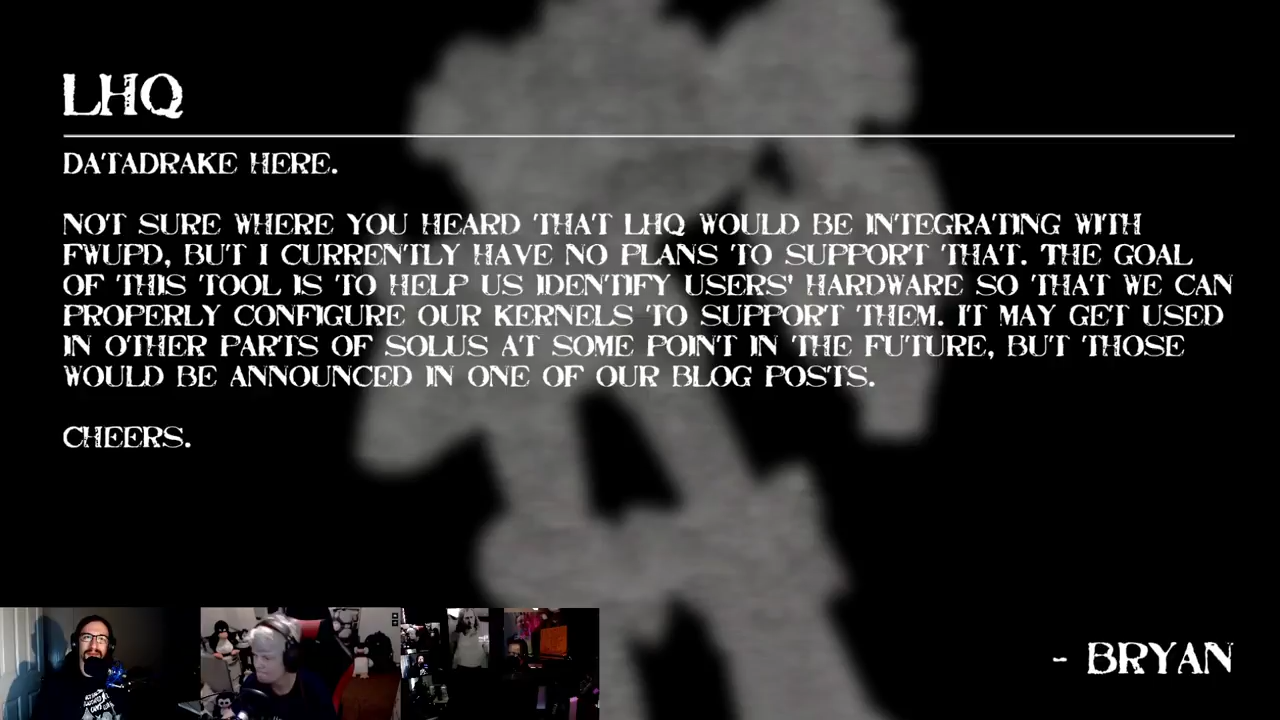 LHQ
DATADRAKE HERE.
NOT SURE WHERE YOU HEARD THAT LHQ WOULD BE INTEGRATING WITH
FWUPD, BUT I CURRENTLY HAVE NO PLANS TO SUPPORT THAT. THE GOAL
OF THIS TOOL IS TO HELP US IDENTIFY USERS' HARDWARE SO THAT WE CAN
PROPERLY CONFIGURE OUR KERNELS TO SUPPORT THEM. IT MAY GET USED
IN OTHER PARTS OF SOLUS AT SOME POINT IN THE FUTURE, BUT THOSE
WOULD BE ANNOUNCED IN ONE OF OUR BLOG POSTS.
CHEERS.
- BRYAN